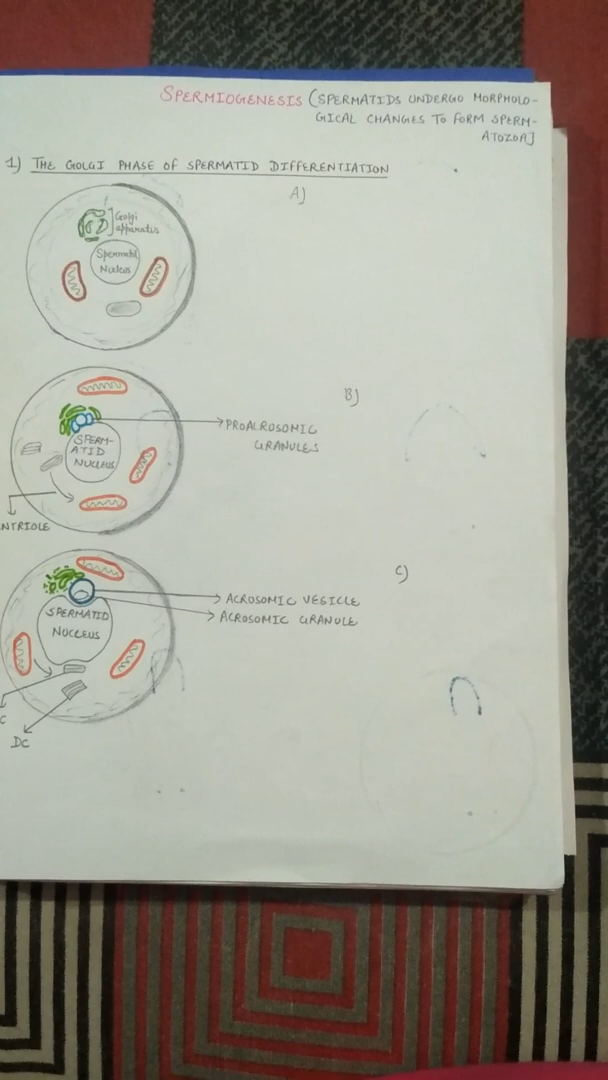 SPERMIOGENESIS (SPERMATIDS UNDERGO MORPHOLO-
GICAL CHANGES TO FORM SPERM-
ATOZOA]
1) THE GOLGI PHASE OF SPERMATID DIFFERENTIATION
A)
Golgi
apparatus
Spermatid
Nucleus
B)
PROACROSOMIC
GRANULES
SPERM-
ATID
NUCLEUS
NTRIOLE
C)
ACROSOMIC VESICLE
ACROSOMIC GRANULE
SPERMATID
NUCLEUS
C
DC